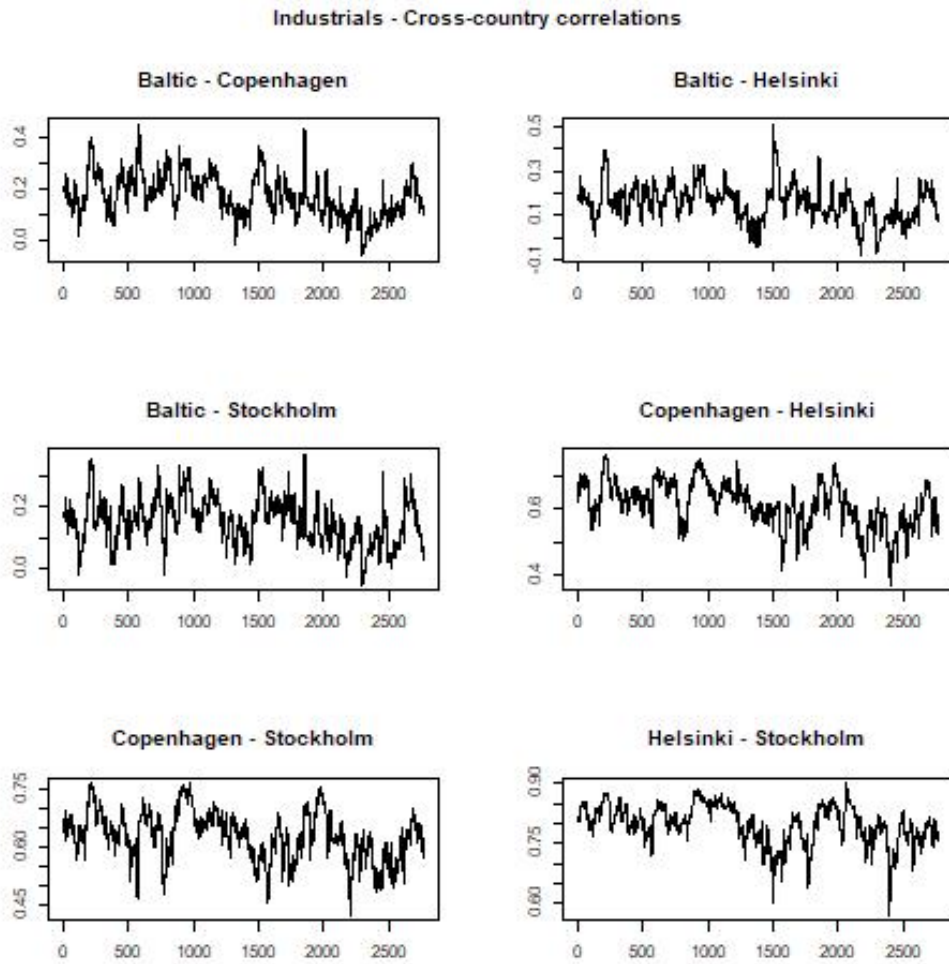 Industrials - Cross-country correlations
Baltic - Copenhagen
Baltic - Helsinki
0.4
0.2
0.0
0 500 1000 1500 2000 2500
0.5
0.3
0.1
-0.1
0 500 1000 1500 2000 2500
Baltic - Stockholm
Copenhagen - Helsinki
0.2
0.0
0 500 1000 1500 2000 2500
0.6
0.4
0 500 1000 1500 2000 2500
Copenhagen - Stockholm
Helsinki - Stockholm
0.75
0.60
0.45
0 500 1000 1500 2000 2500
0.90
0.75
0.60
0 500 1000 1500 2000 2500